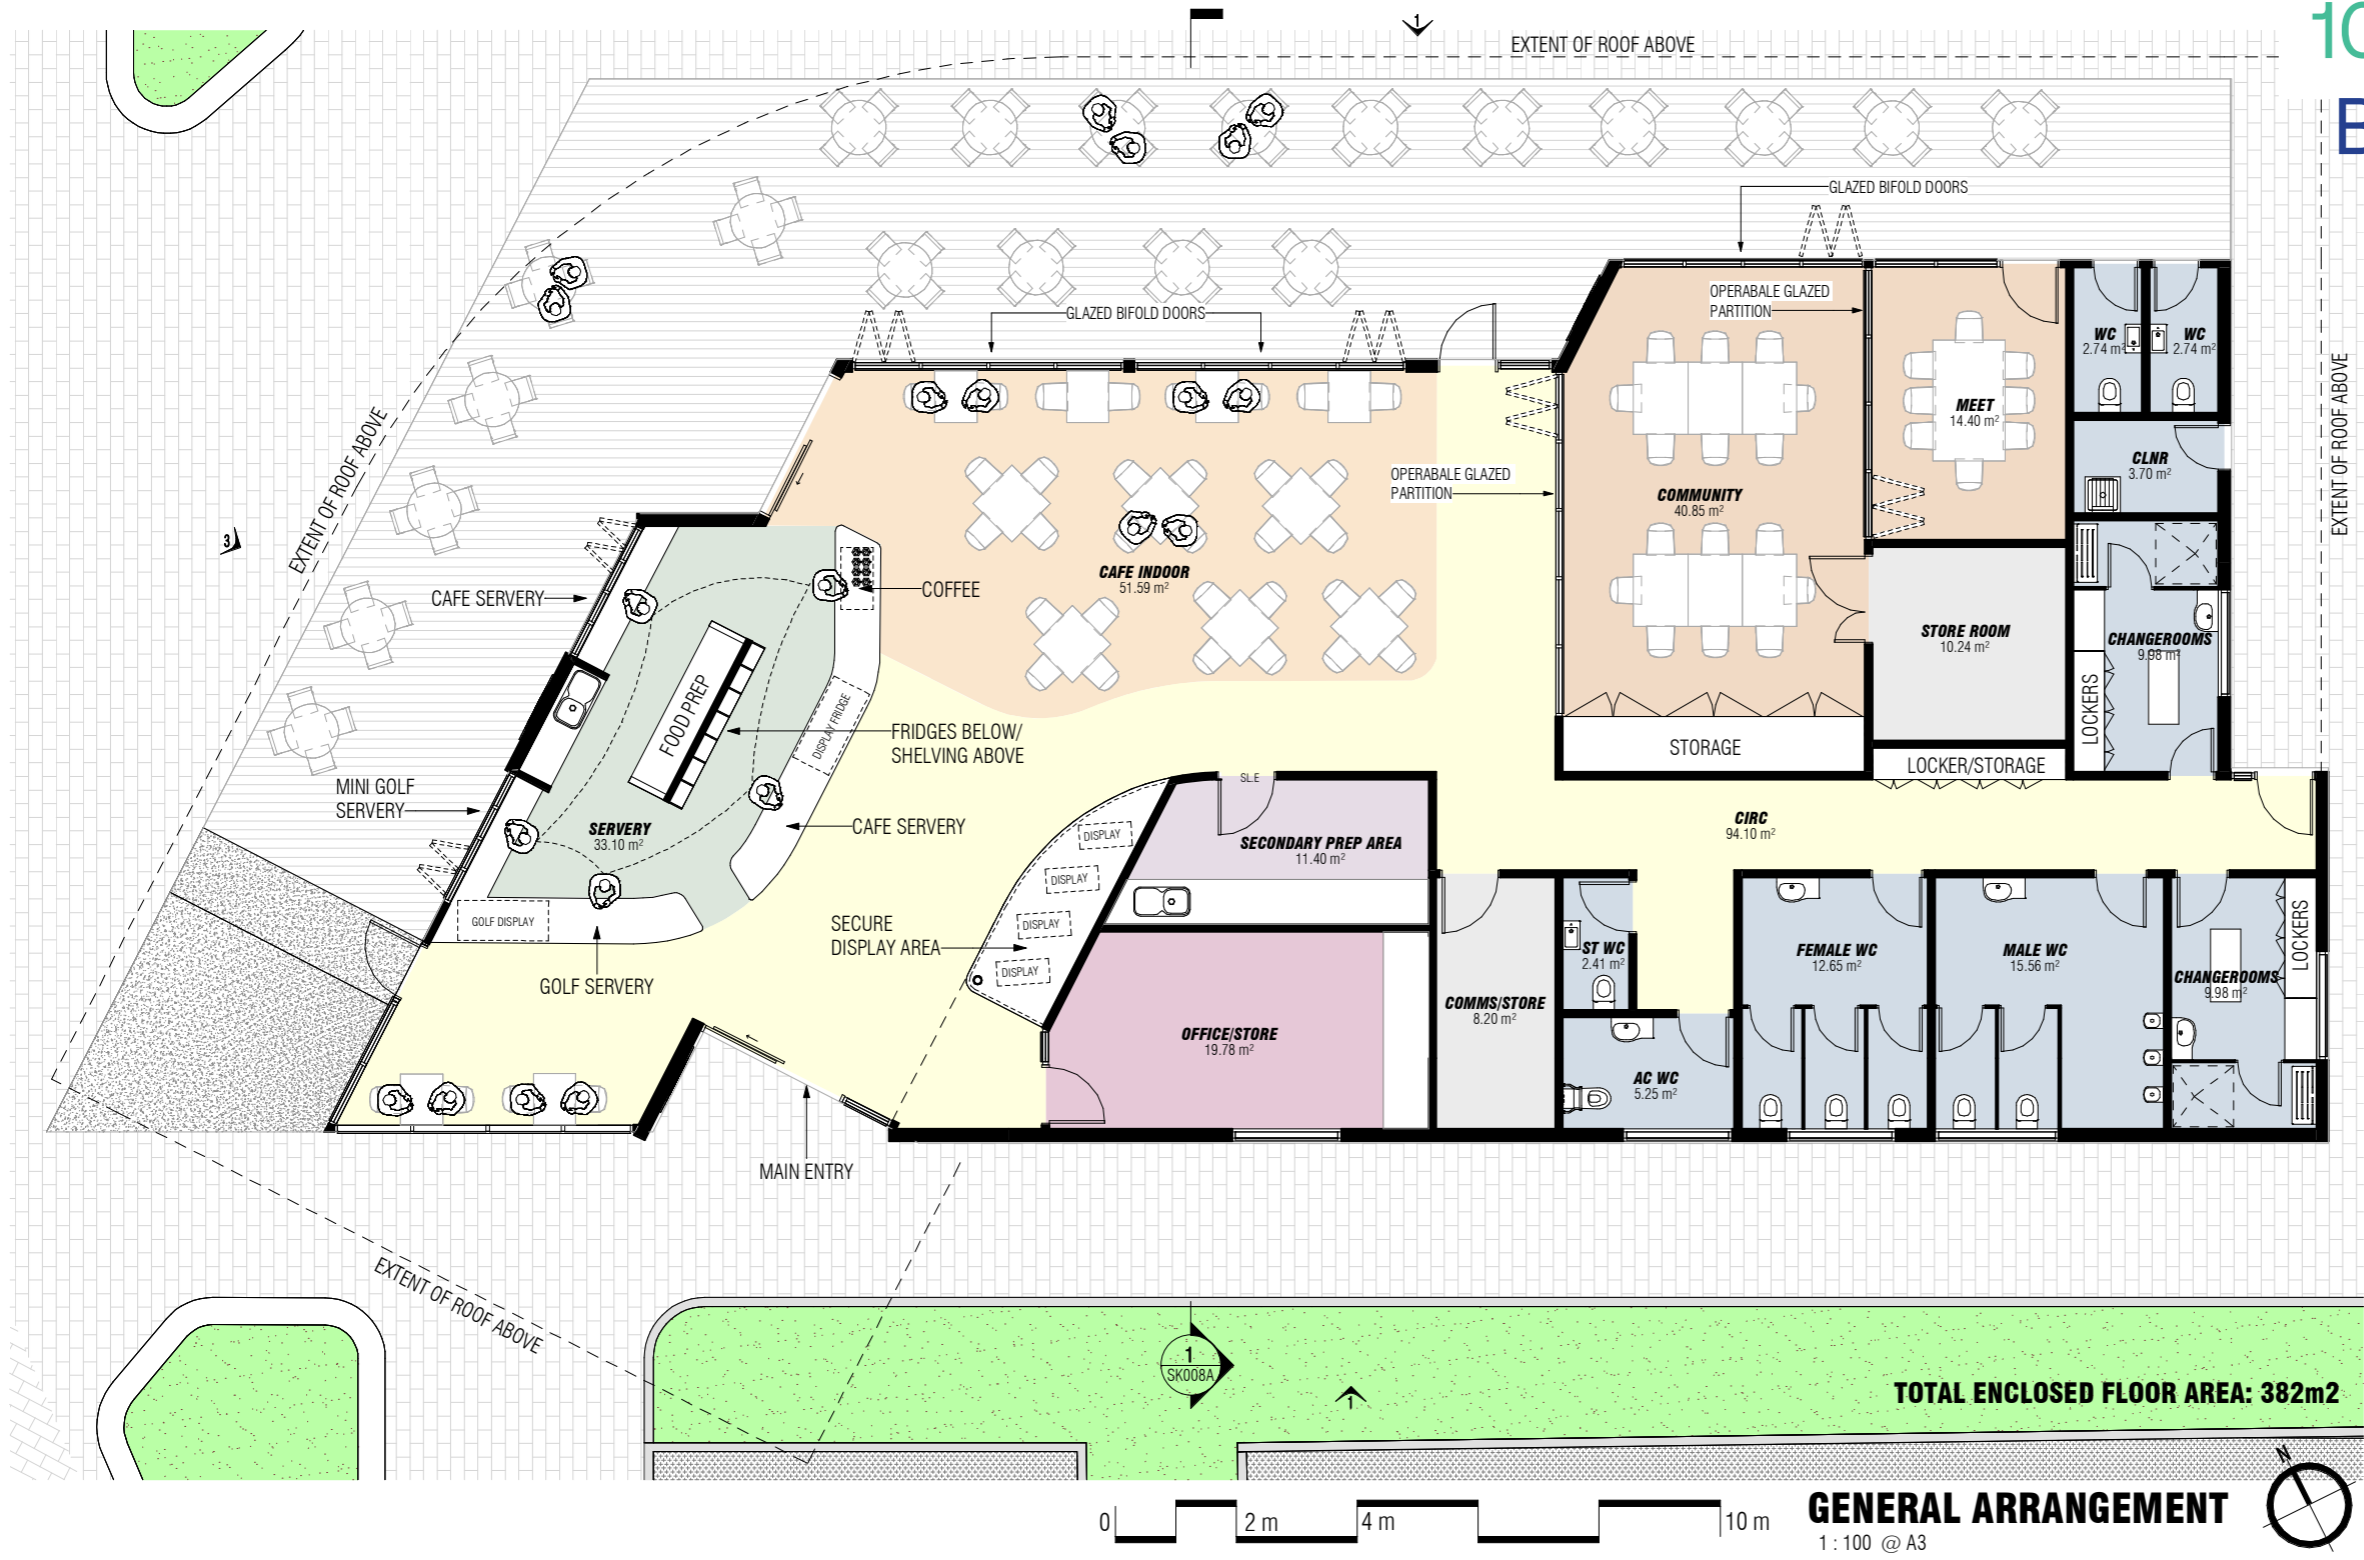 10
EXTENT OF ROOF ABOVE
1
GLAZED BIFOLD DOORS
OPERABALE GLAZED
PARTITION
GLAZED BIFOLD DOORS
WC
2.74 m²
WC
2.74 m²
EXTENT OF ROOF ABOVE
EXTENT OF ROOF ABOVE
MEET
14.40 m²
CLNR
3.70 m²
OPERABALE GLAZED
PARTITION
COMMUNITY
40.85 m²
3
CAFE INDOOR
51.59 m²
COFFEE
CAFE SERVERY
STORE ROOM
10.24 m²
CHANGEROOMS
9.98 m²
LOCKERS
FOOD PREP
DISPLAY FRIDGE
FRIDGES BELOW/
SHELVING ABOVE
STORAGE
LOCKER/STORAGE
SL.E
MINI GOLF
SERVERY
SERVERY
33.10 m²
CAFE SERVERY
DISPLAY
DISPLAY
DISPLAY
DISPLAY
SECONDARY PREP AREA
11.40 m²
CIRC
94.10 m²
GOLF DISPLAY
SECURE
DISPLAY AREA
GOLF SERVERY
ST WC
2.41 m²
FEMALE WC
12.65 m²
MALE WC
15.56 m²
CHANGEROOMS
9.98 m²
LOCKERS
COMMS/STORE
8.20 m²
OFFICE/STORE
19.78 m²
AC WC
5.25 m²
MAIN ENTRY
EXTENT OF ROOF ABOVE
1
SK008A
1
TOTAL ENCLOSED FLOOR AREA: 382m2
N
0 2 m 4 m 10 m
GENERAL ARRANGEMENT
1 : 100 @ A3